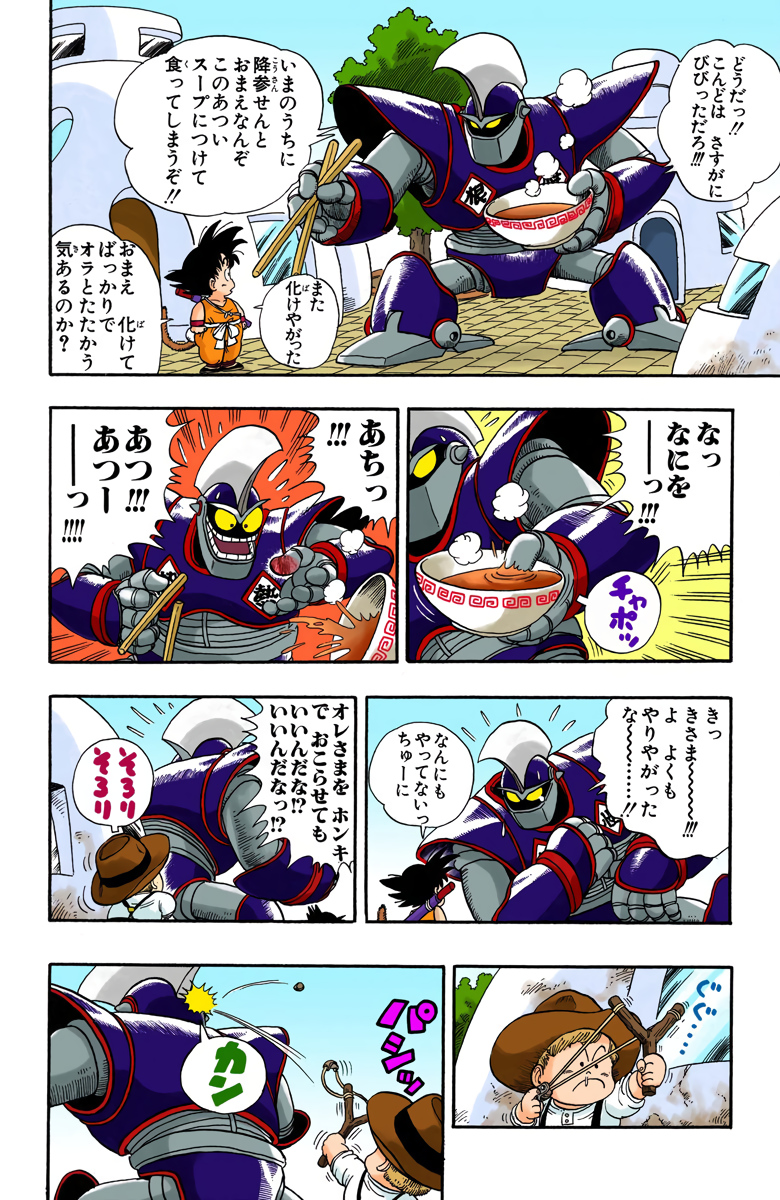 どうだっ!!
こんどは さすがに
びびっただろ!!!
いまのうちに
降参せんと
おまえなんぞ
このあつい
スープにつけて
食ってしまうぞ!!
また
化けやがった
おまえ 化けて
ばっかりで
オラとたたかう
気あるのか?
なっ
なにを
ーーっ!!!
チャポッ
あちっ
!!!
あつ!!!
あつー
ーーっ!!!!
熱
きっ
きさま〜〜〜!!!
よ よくも
やりやがった
な〜〜……!!
なんにも
やってないっ
ちゅーに
オレさまを ホンキ
で おこらせても
いいんだな!?
いいんだなっ!?
そろり
そろり
ぐぐ…
パシッ
カン